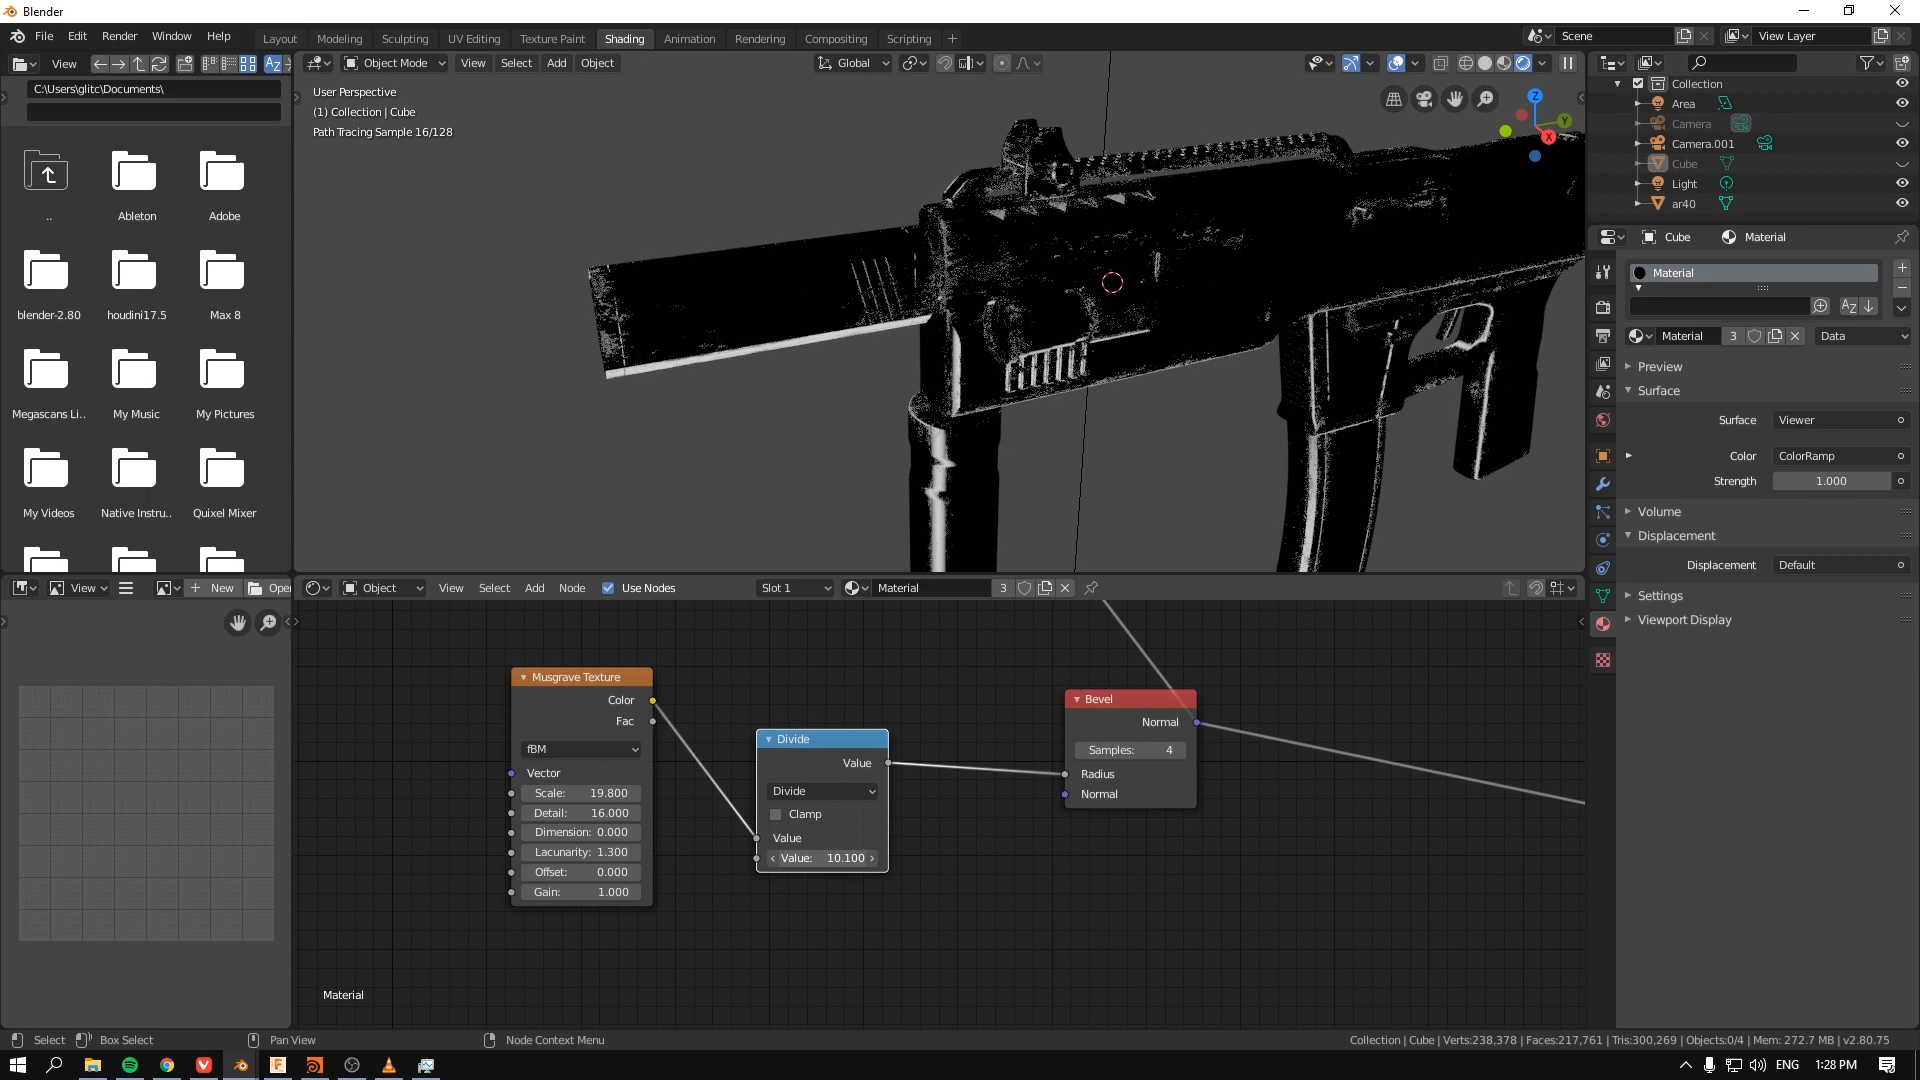 Blender
File Edit Render Window Help
Layout Modeling Sculpting UV Editing Texture Paint Shading Animation Rendering Compositing Scripting +
Scene
View Layer
View
C:\Users\glitc\Documents\
Object Mode View Select Add Object
Global
User Perspective
(1) Collection | Cube
Path Tracing Sample 16/128
Z
Y
X
..
Ableton
Adobe
blender-2.80
houdini17.5
Max 8
Megascans Li..
My Music
My Pictures
My Videos
Native Instru..
Quixel Mixer
Collection
Area
Camera
Camera.001
Cube
Light
ar40
Cube Material
Material
Material 3 Data
Preview
Surface
Surface Viewer
Color ColorRamp
Strength 1.000
Volume
Displacement
Displacement Default
Settings
Viewport Display
View New Open
Object View Select Add Node Use Nodes Slot 1 Material 3
Musgrave Texture
Color
Fac
fBM
Vector
Scale: 19.800
Detail: 16.000
Dimension: 0.000
Lacunarity: 1.300
Offset: 0.000
Gain: 1.000
Divide
Value
Divide
Clamp
Value
Value: 10.100
Bevel
Normal
Samples: 4
Radius
Normal
Material
Select Box Select Pan View Node Context Menu
Collection | Cube | Verts:238,378 | Faces:217,761 | Tris:300,269 | Objects:0/4 | Mem: 272.7 MB | v2.80.75
ENG 1:28 PM